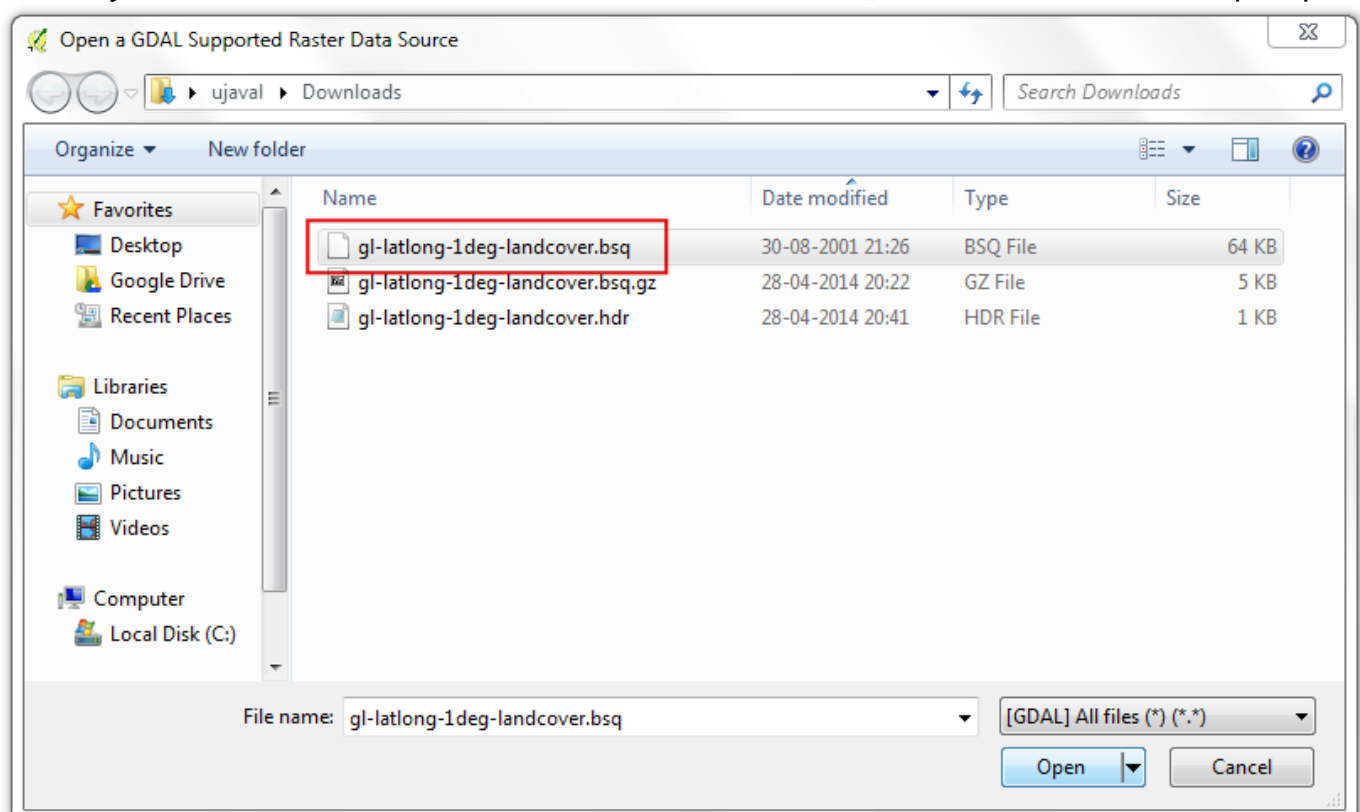 Open a GDAL Supported Raster Data Source
ujaval Downloads Search Downloads
Organize New folder
Name Date modified Type Size
Favorites
Desktop
Google Drive
Recent Places
Libraries
Documents
Music
Pictures
Videos
Computer
Local Disk (C:)
gl-latlong-1deg-landcover.bsq 30-08-2001 21:26 BSQ File 64 KB
gl-latlong-1deg-landcover.bsq.gz 28-04-2014 20:22 GZ File 5 KB
gl-latlong-1deg-landcover.hdr 28-04-2014 20:41 HDR File 1 KB
File name: gl-latlong-1deg-landcover.bsq [GDAL] All files (*) (*.*)
Open Cancel